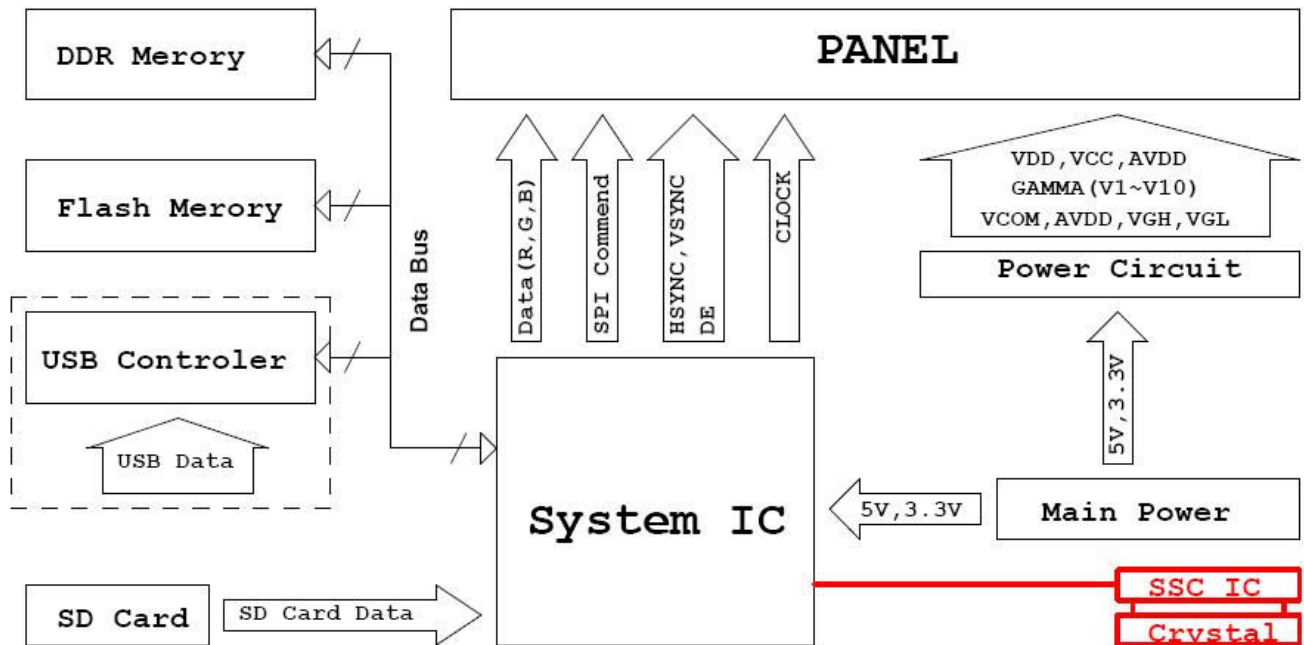 DDR Merory
PANEL
Flash Merory
Data Bus
Data(R,G,B)
SPI Commend
HSYNC,VSYNC
DE
CLOCK
VDD,VCC,AVDD
GAMMA(V1~V10)
VCOM,AVDD,VGH,VGL
Power Circuit
USB Controler
USB Data
5V,3.3V
System IC
5V,3.3V
Main Power
SD Card
SD Card Data
SSC IC
Crystal